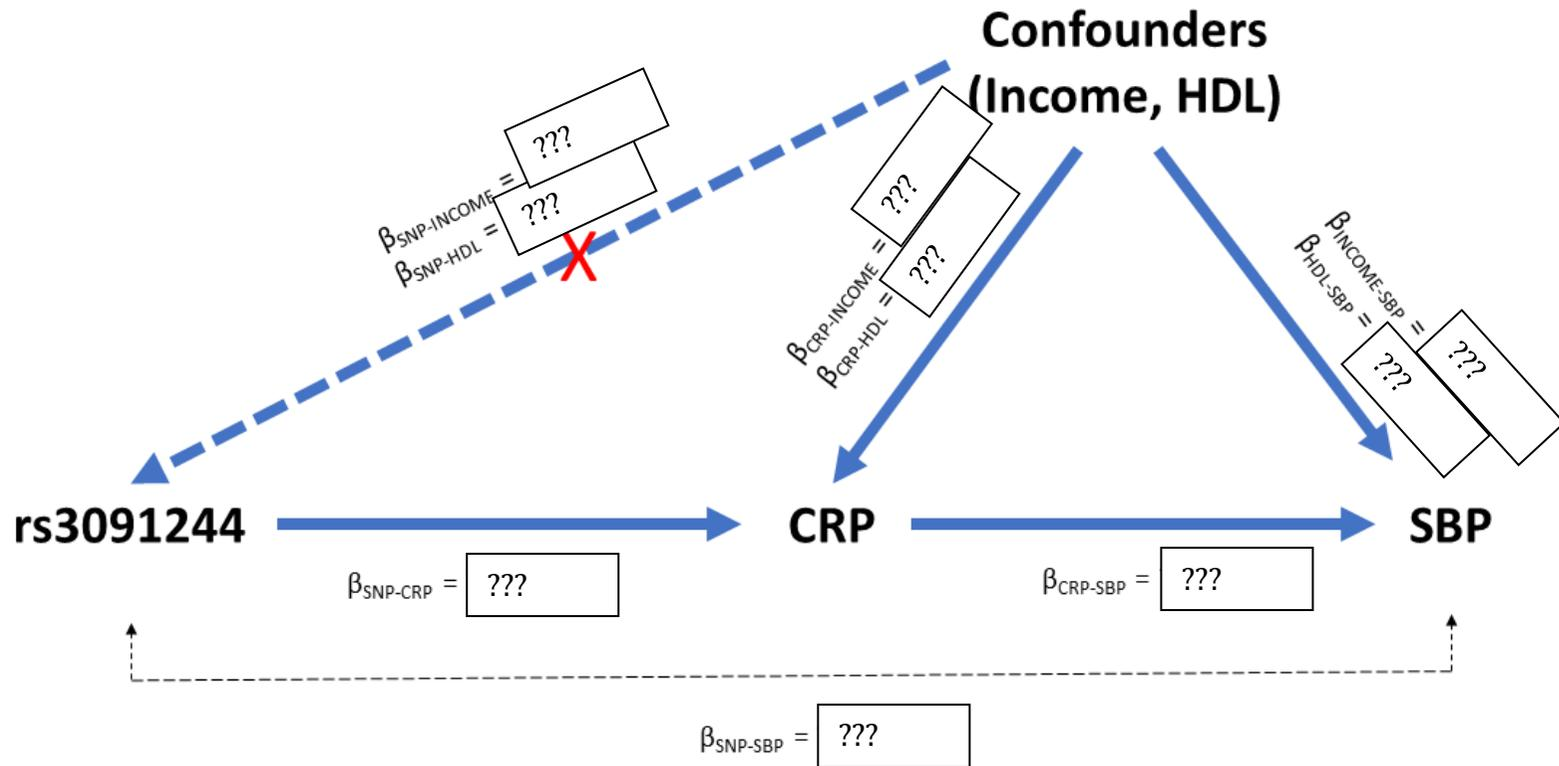 Confounders
(Income, HDL)
βSNP-INCOME = ???
βSNP-HDL = ???
βCRP-INCOME = ???
βCRP-HDL = ???
βINCOME-SBP = ???
βHDL-SBP = ???
X
rs3091244
CRP
SBP
βSNP-CRP = ???
βCRP-SBP = ???
βSNP-SBP = ???